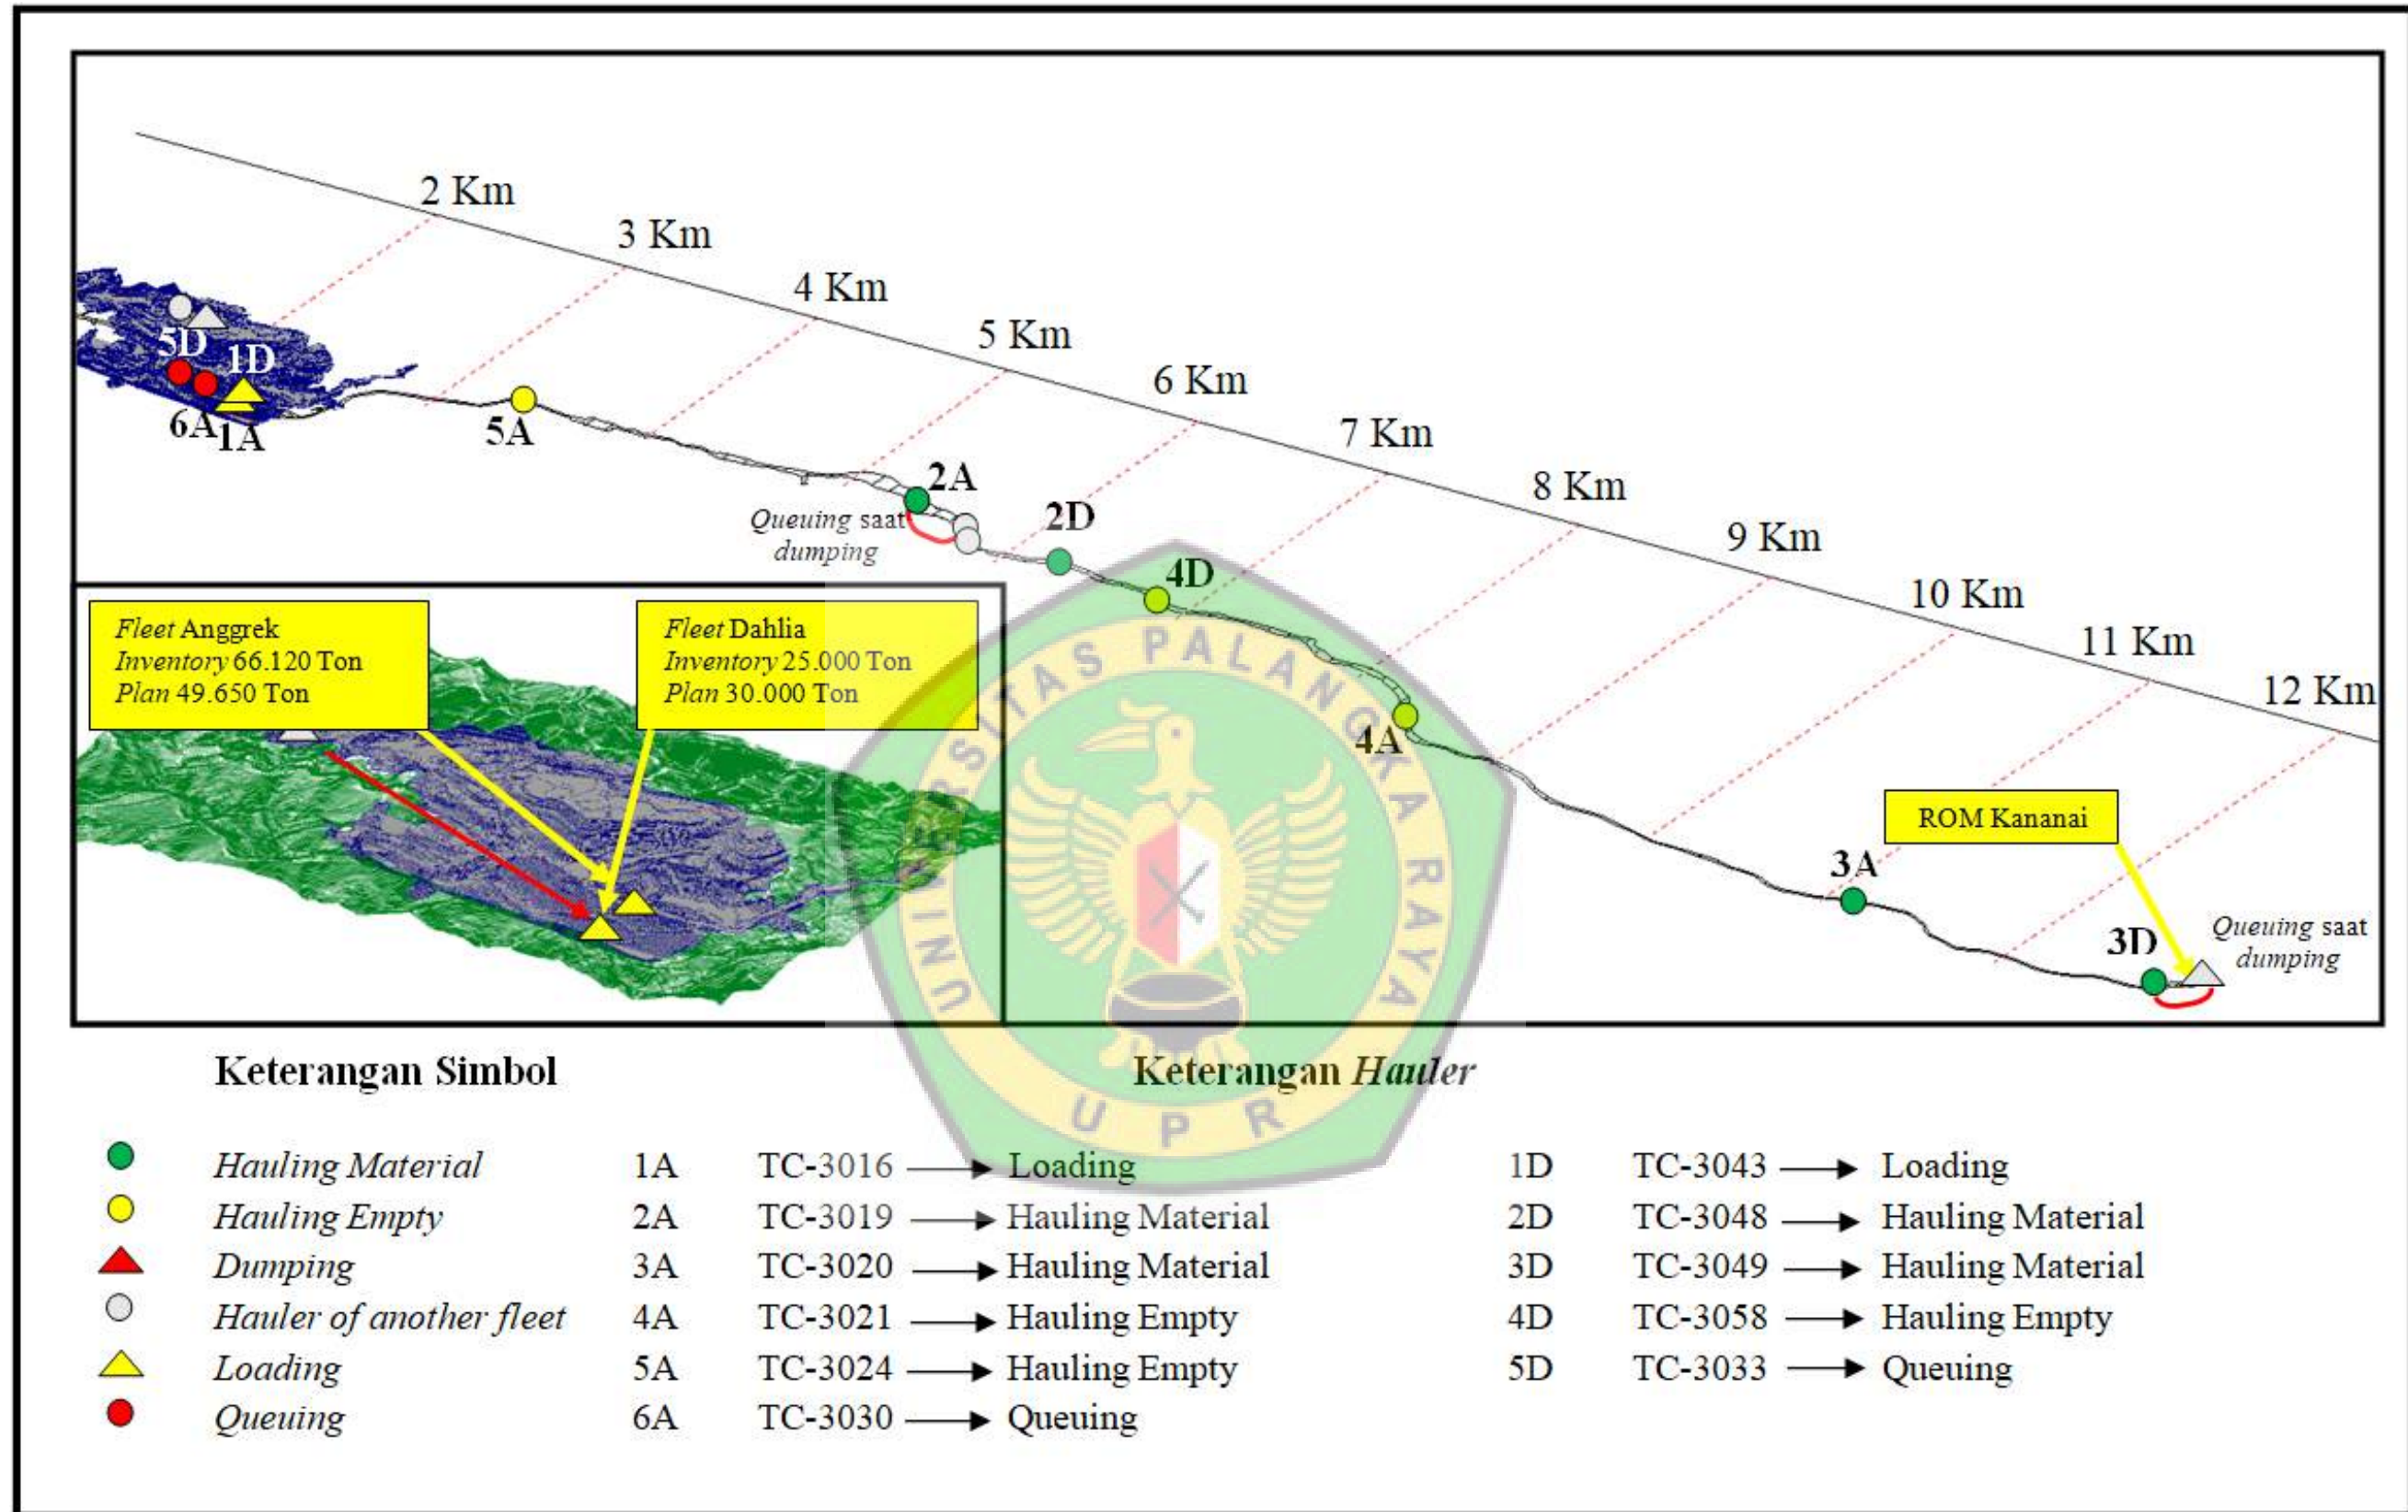 2 Km
3 Km
4 Km
5 Km
6 Km
7 Km
8 Km
9 Km
10 Km
11 Km
12 Km
5D
1D
6A
1A
5A
2A
Queuing saat
dumping
2D
4D
4A
3A
3D
ROM Kananai
Queuing saat
dumping
Fleet Anggrek
Inventory 66.120 Ton
Plan 49.650 Ton
Fleet Dahlia
Inventory 25.000 Ton
Plan 30.000 Ton
UNIVERSITAS PALANGKA RAYA
UPR
Keterangan Simbol
Keterangan Hauler
Hauling Material
Hauling Empty
Dumping
Hauler of another fleet
Loading
Queuing
1A TC-3016 Loading
2A TC-3019 Hauling Material
3A TC-3020 Hauling Material
4A TC-3021 Hauling Empty
5A TC-3024 Hauling Empty
6A TC-3030 Queuing
1D TC-3043 Loading
2D TC-3048 Hauling Material
3D TC-3049 Hauling Material
4D TC-3058 Hauling Empty
5D TC-3033 Queuing